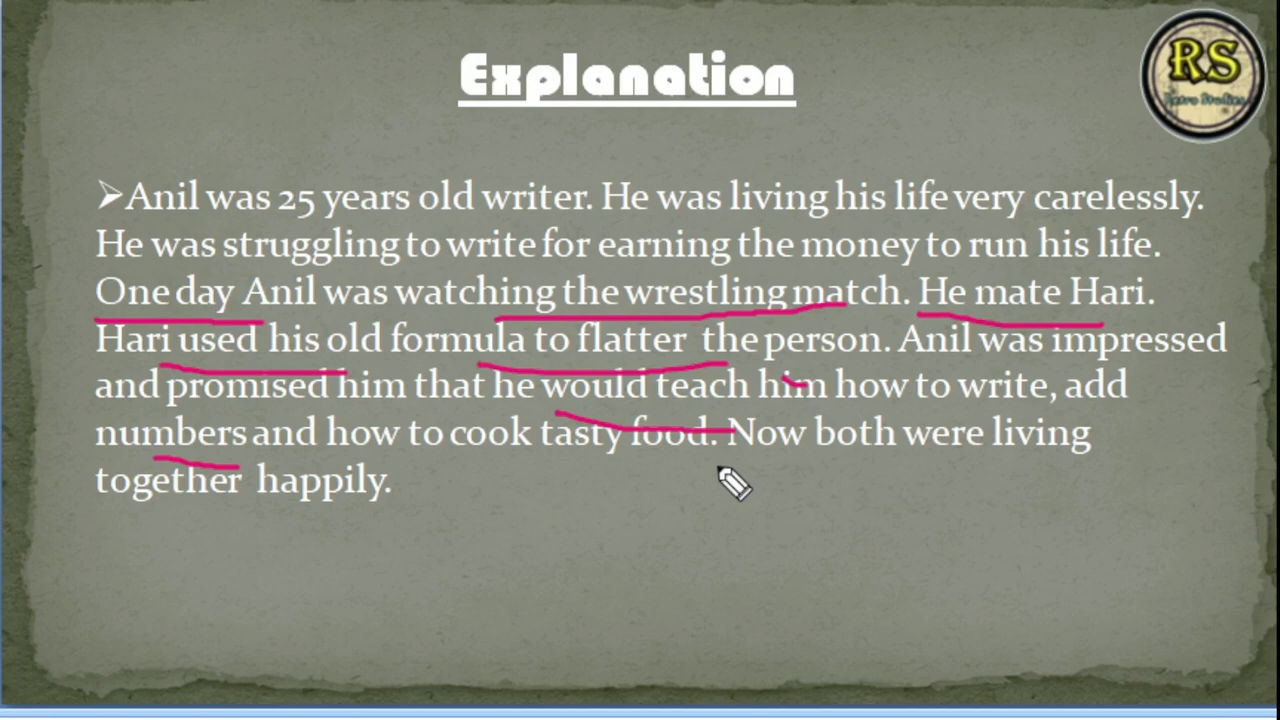 Explanation
RS
Retro Studies
➢Anil was 25 years old writer. He was living his life very carelessly.
He was struggling to write for earning the money to run his life.
One day Anil was watching the wrestling match. He mate Hari.
Hari used his old formula to flatter the person. Anil was impressed
and promised him that he would teach him how to write, add
numbers and how to cook tasty food. Now both were living
together happily.